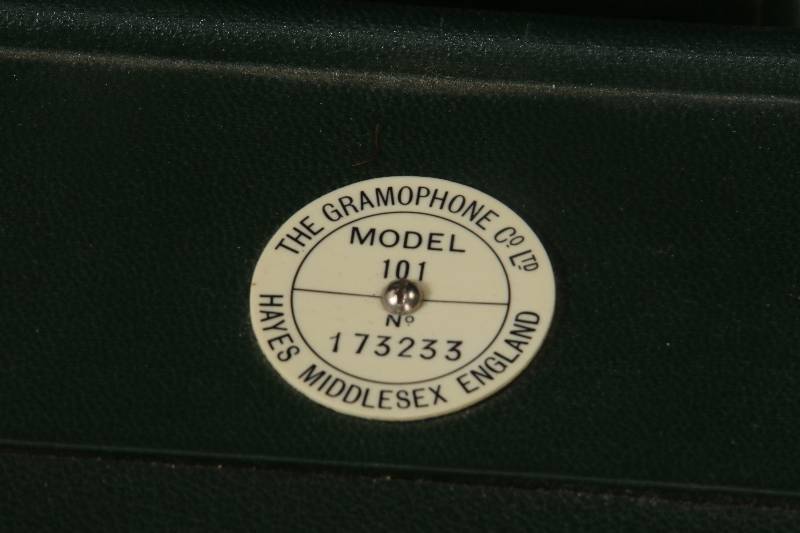 THE GRAMOPHONE Cº LTD
MODEL
101
Nº
173233
HAYES MIDDLESEX ENGLAND